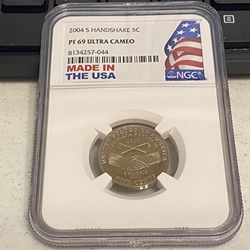 2004 S HANDSHAKE 5C
PF 69 ULTRA CAMEO
8134257-044
MADE IN
THE USA
NGC